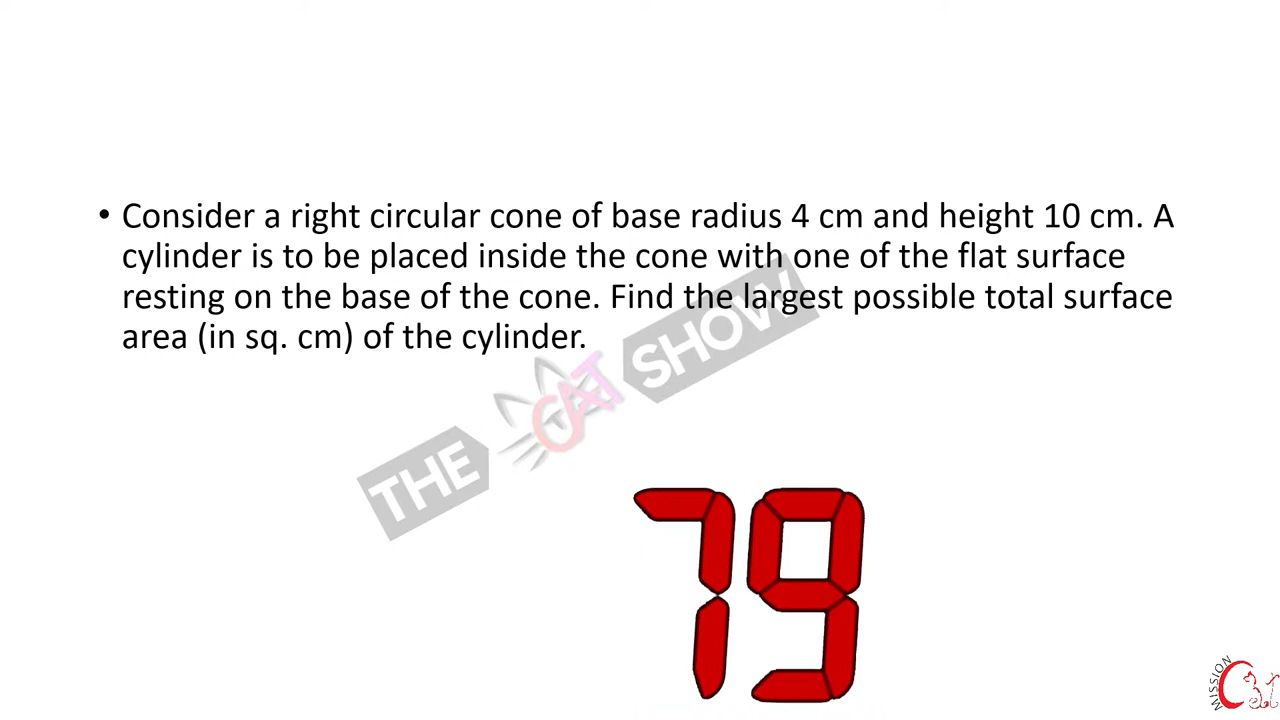 • Consider a right circular cone of base radius 4 cm and height 10 cm. A
cylinder is to be placed inside the cone with one of the flat surface
resting on the base of the cone. Find the largest possible total surface
area (in sq. cm) of the cylinder.
THE CAT SHOW
79
MISSION